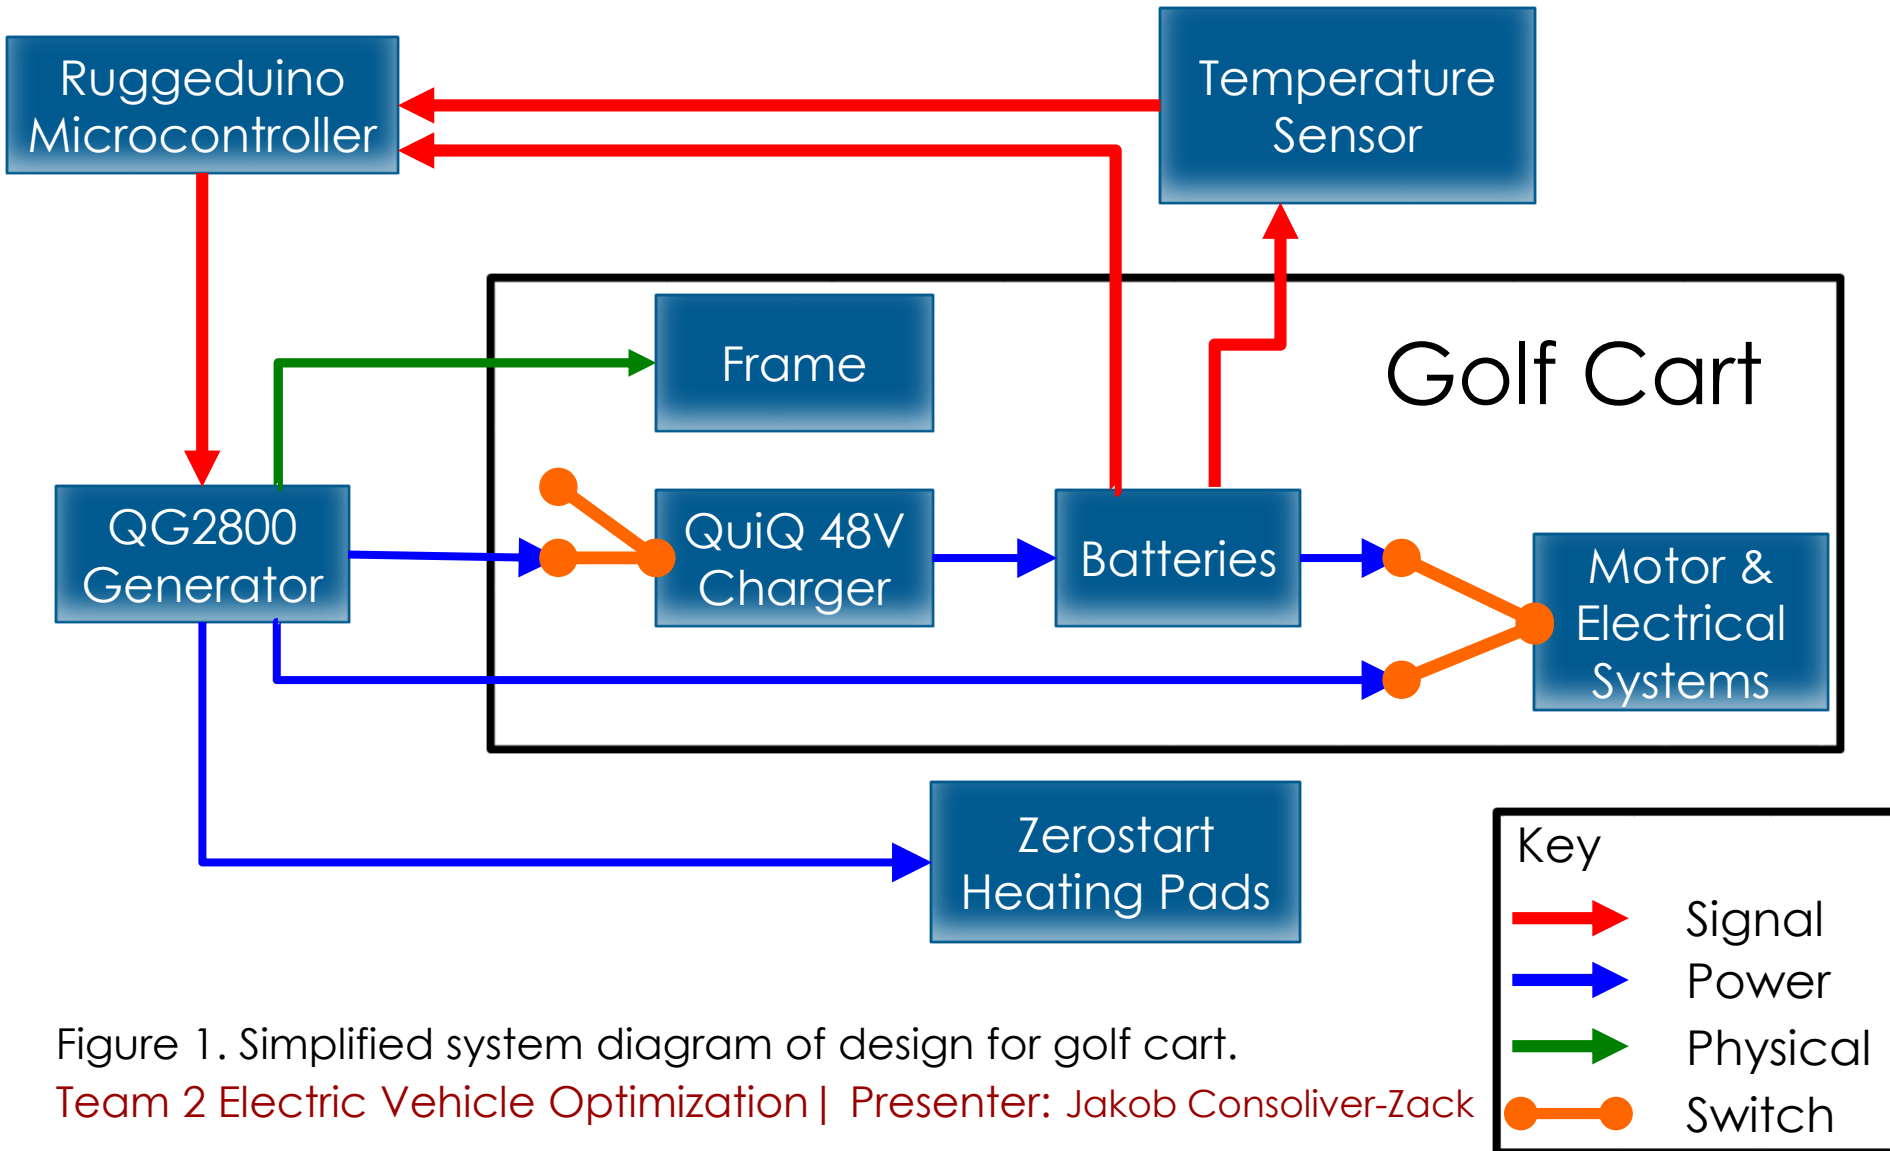 Ruggeduino
Microcontroller
Temperature
Sensor
Frame
Golf Cart
QG2800
Generator
QuiQ 48V
Charger
Batteries
Motor &
Electrical
Systems
Zerostart
Heating Pads
Key
Signal
Power
Physical
Switch
Figure 1. Simplified system diagram of design for golf cart.
Team 2 Electric Vehicle Optimization| Presenter: Jakob Consoliver-Zack